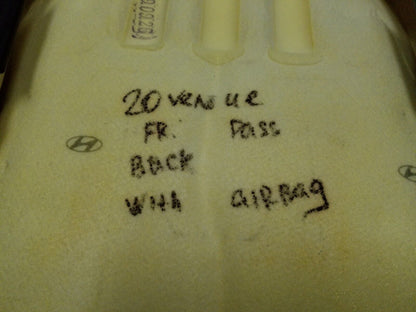 20 venue
FR. Pass
BACK
with airBag